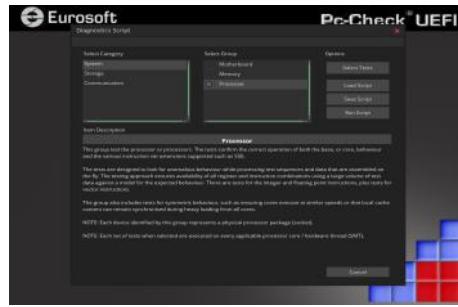 Eurosoft
Pc-Check® UEFI
Diagnostics Script
Select Category
Select Group
Options
System
Storage
Communication
Motherboard
Memory
Processor
Select Tests
Load Script
Save Script
Run Script
Item Description
Processor
This group test the processor or processors. The tests confirm the correct operation of both the base, or core, behaviour
and the various instruction set extensions supported such as SSE.
The tests are designed to look for anomalous behaviour while processing test sequences and data that are assembled on
the fly. The testing approach ensures availability of all register and instruction combinations using a large volume of test
data against a model for the expected behaviour. There are tests for the integer and floating point instructions, plus tests for
vector instructions.
The group also includes tests for symmetric behaviour, such as ensuring cores execute at similar speeds or that local cache
content can remain synchronised during heavy loading from all cores.
NOTE: Each device identified by this group represents a physical processor package (socket).
NOTE: Each set of tests when selected are executed on every applicable processor core / hardware thread (SMT).
Cancel